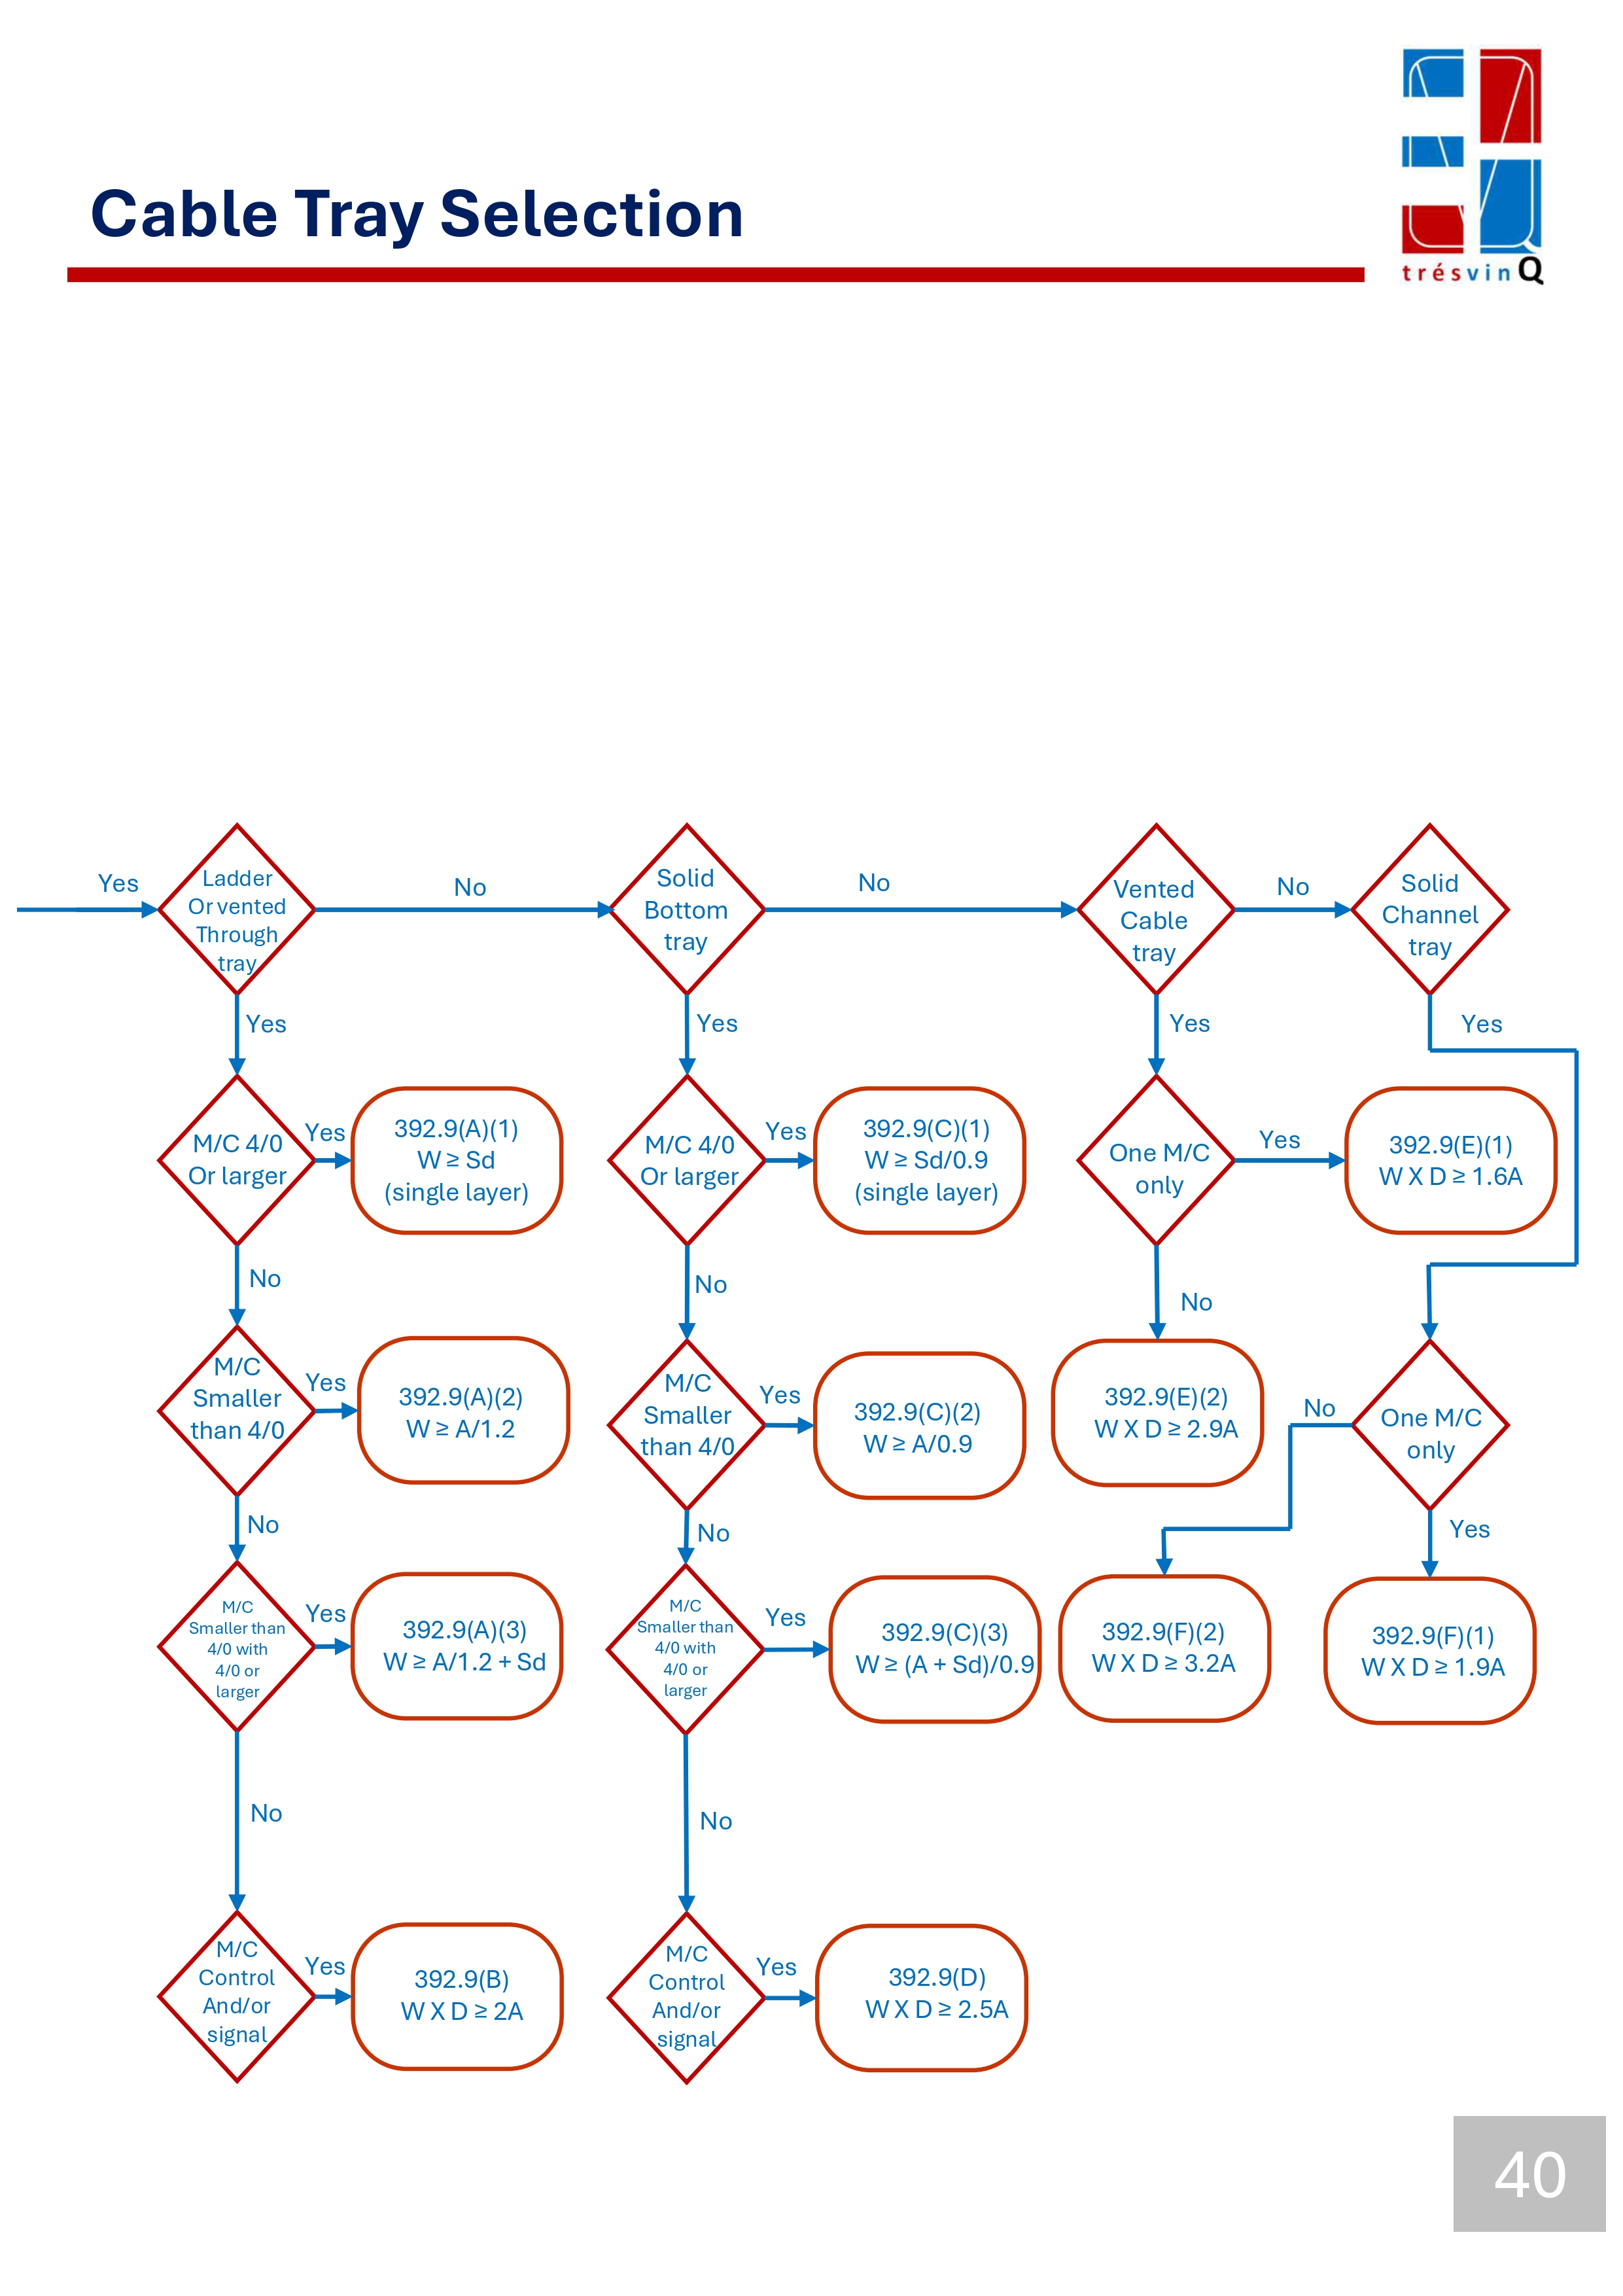 trésvinQ
Cable Tray Selection
Yes
Ladder
Or vented
Through
tray
No
Solid
Bottom
tray
No
Vented
Cable
tray
No
Solid
Channel
tray
Yes
Yes
Yes
Yes
M/C 4/0
Or larger
Yes
392.9(A)(1)
W ≥ Sd
(single layer)
M/C 4/0
Or larger
Yes
392.9(C)(1)
W ≥ Sd/0.9
(single layer)
One M/C
only
Yes
392.9(E)(1)
W X D ≥ 1.6A
No
No
No
M/C
Smaller
than 4/0
Yes
392.9(A)(2)
W ≥ A/1.2
M/C
Smaller
than 4/0
Yes
392.9(C)(2)
W ≥ A/0.9
392.9(E)(2)
W X D ≥ 2.9A
No
One M/C
only
No
No
Yes
M/C
Smaller than
4/0 with
4/0 or
larger
Yes
392.9(A)(3)
W ≥ A/1.2 + Sd
M/C
Smaller than
4/0 with
4/0 or
larger
Yes
392.9(C)(3)
W ≥ (A + Sd)/0.9
392.9(F)(2)
W X D ≥ 3.2A
392.9(F)(1)
W X D ≥ 1.9A
No
No
M/C
Control
And/or
signal
Yes
392.9(B)
W X D ≥ 2A
M/C
Control
And/or
signal
Yes
392.9(D)
W X D ≥ 2.5A
40